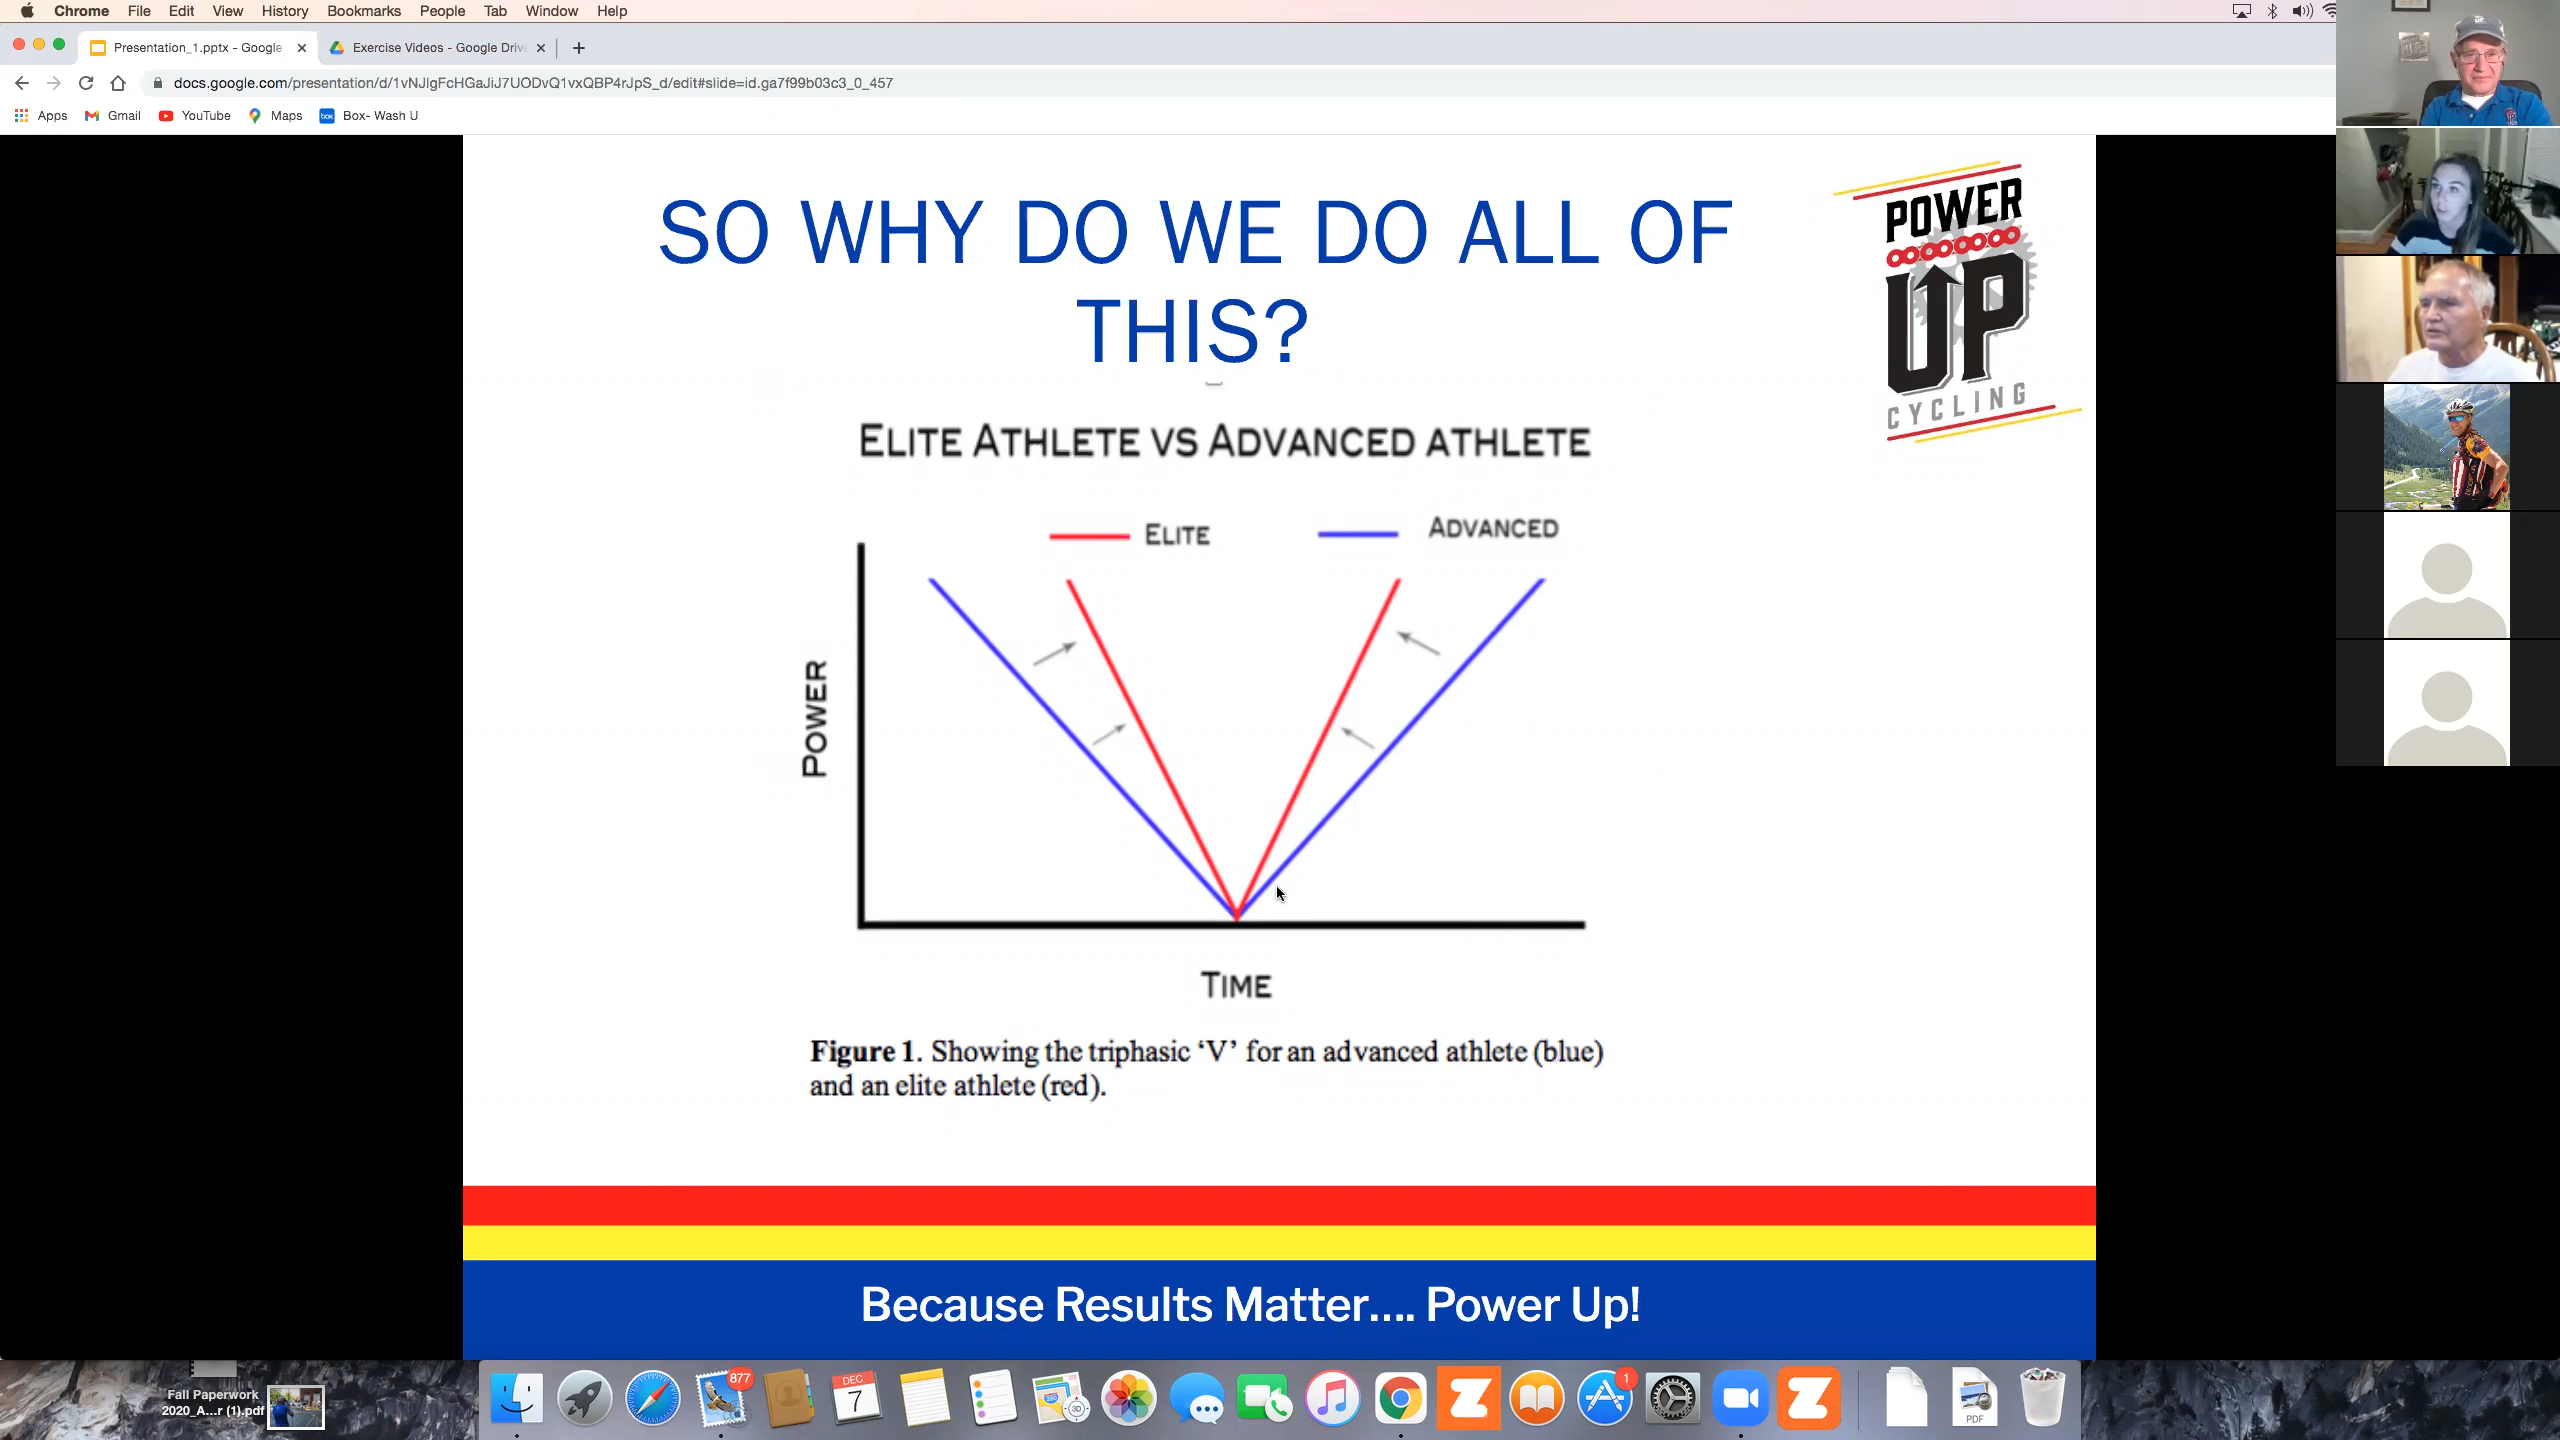 Chrome File Edit View History Bookmarks People Tab Window Help
Presentation_1.pptx - Google
Exercise Videos - Google Driv
docs.google.com/presentation/d/1vNJlgFcHGaJiJ7UODvQ1vxQBP4rJpS_d/edit#slide=id.ga7f99b03c3_0_457
Apps Gmail YouTube Maps box Box- Wash U
SO WHY DO WE DO ALL OF
THIS?
POWER
UP
CYCLING
ELITE ATHLETE VS ADVANCED ATHLETE
ELITE
ADVANCED
POWER
TIME
Figure 1. Showing the triphasic ‘V’ for an advanced athlete (blue)
and an elite athlete (red).
Because Results Matter.... Power Up!
Fall Paperwork
2020_A...r (1).pdf
877
DEC
7
3D
1
PDF